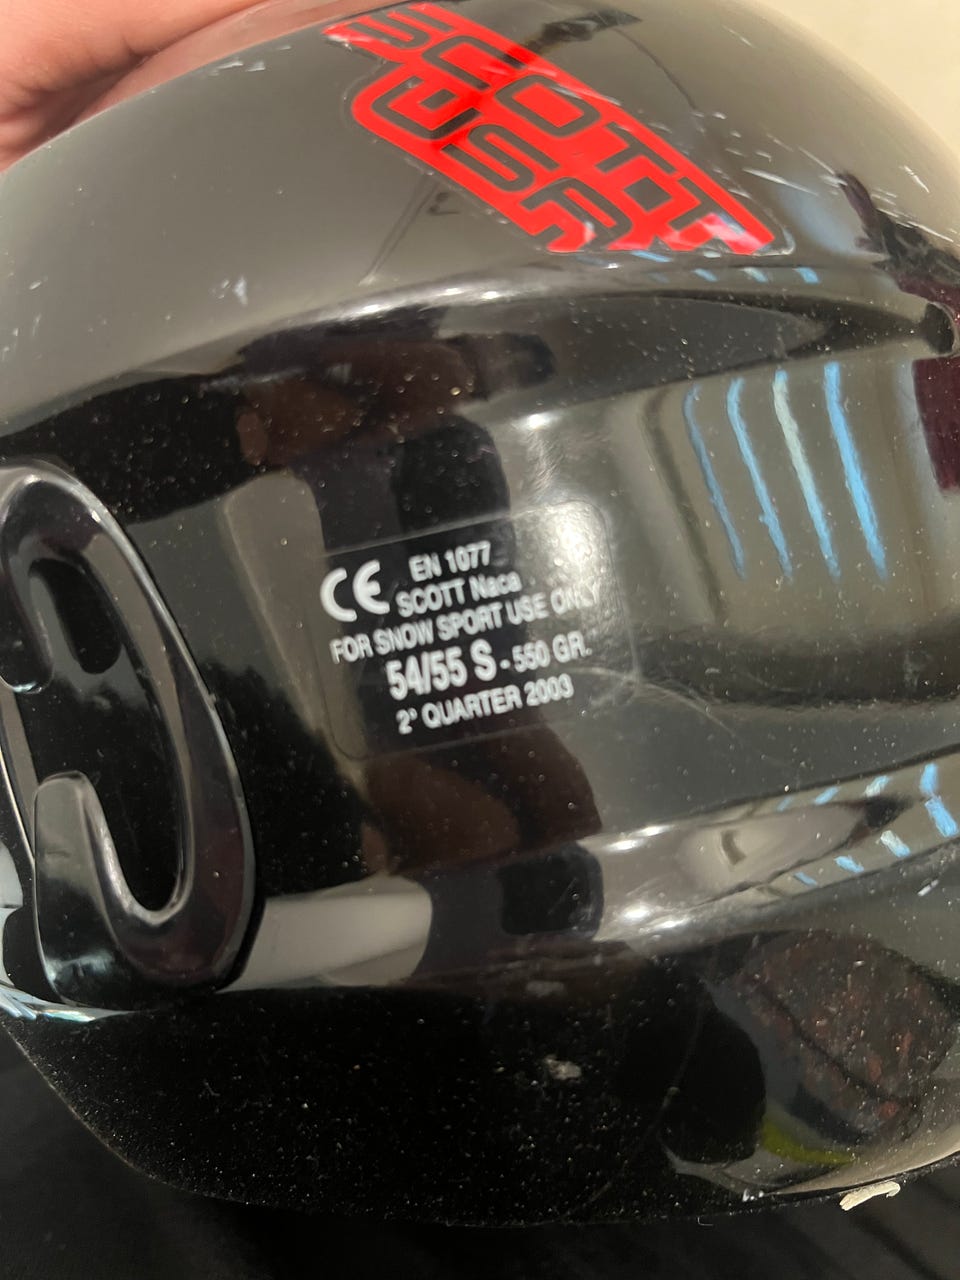 SCOTT
USA
CE EN 1077
SCOTT Naca
FOR SNOW SPORT USE ONLY
54/55 S - 550 GR.
2° QUARTER 2003